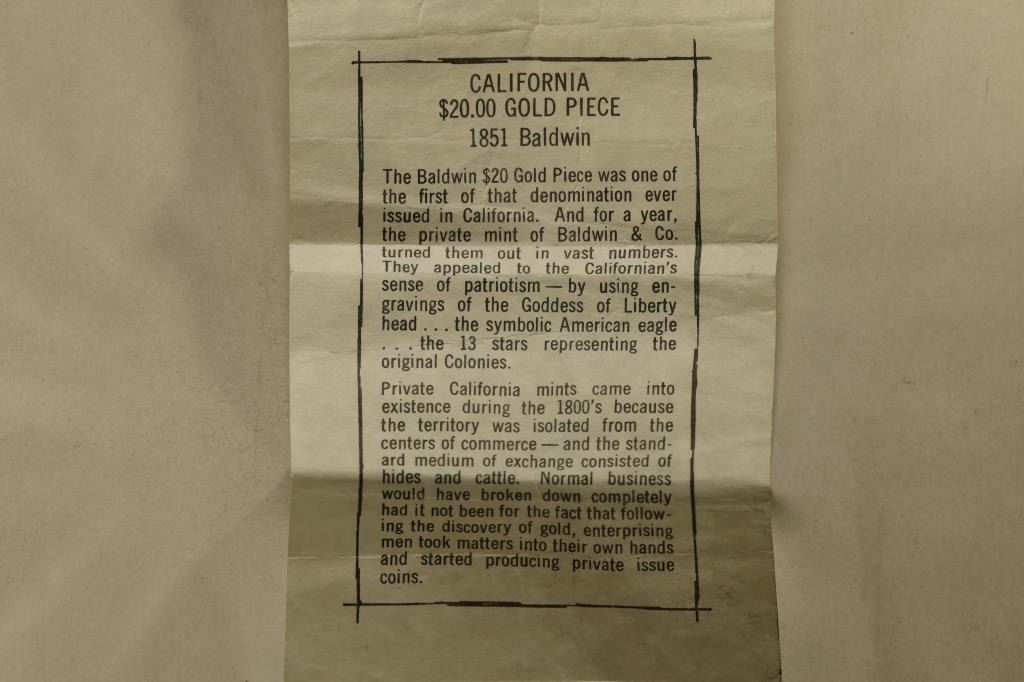 CALIFORNIA
$20.00 GOLD PIECE
1851 Baldwin
The Baldwin $20 Gold Piece was one of
the first of that denomination ever
issued in California. And for a year,
the private mint of Baldwin & Co.
turned them out in vast numbers.
They appealed to the Californian's
sense of patriotism — by using en-
gravings of the Goddess of Liberty
head . . . the symbolic American eagle
. . . the 13 stars representing the
original Colonies.
Private California mints came into
existence during the 1800's because
the territory was isolated from the
centers of commerce — and the stand-
ard medium of exchange consisted of
hides and cattle. Normal business
would have broken down completely
had it not been for the fact that follow-
ing the discovery of gold, enterprising
men took matters into their own hands
and started producing private issue
coins.